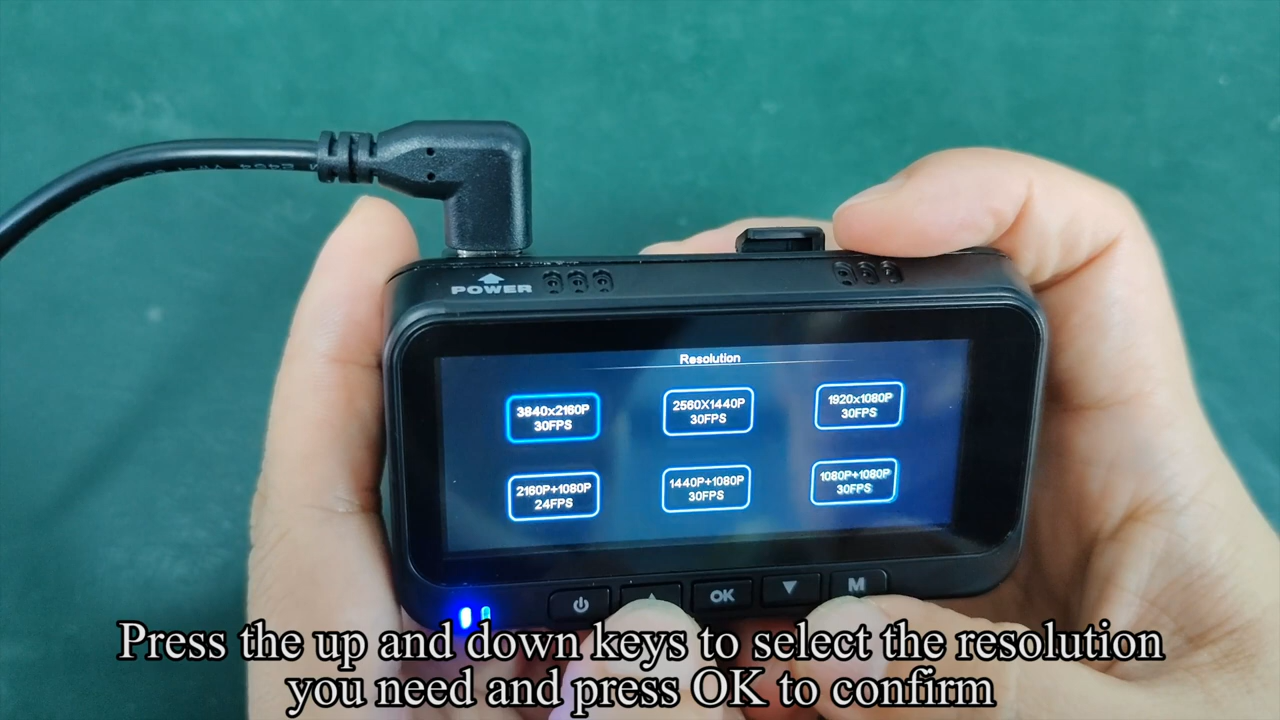 POWER
Resolution
3840x2160P
30FPS
2560X1440P
30FPS
1920x1080P
30FPS
2160P+1080P
24FPS
1440P+1080P
30FPS
1080P+1080P
30FPS
OK
M
Press the up and down keys to select the resolution
you need and press OK to confirm